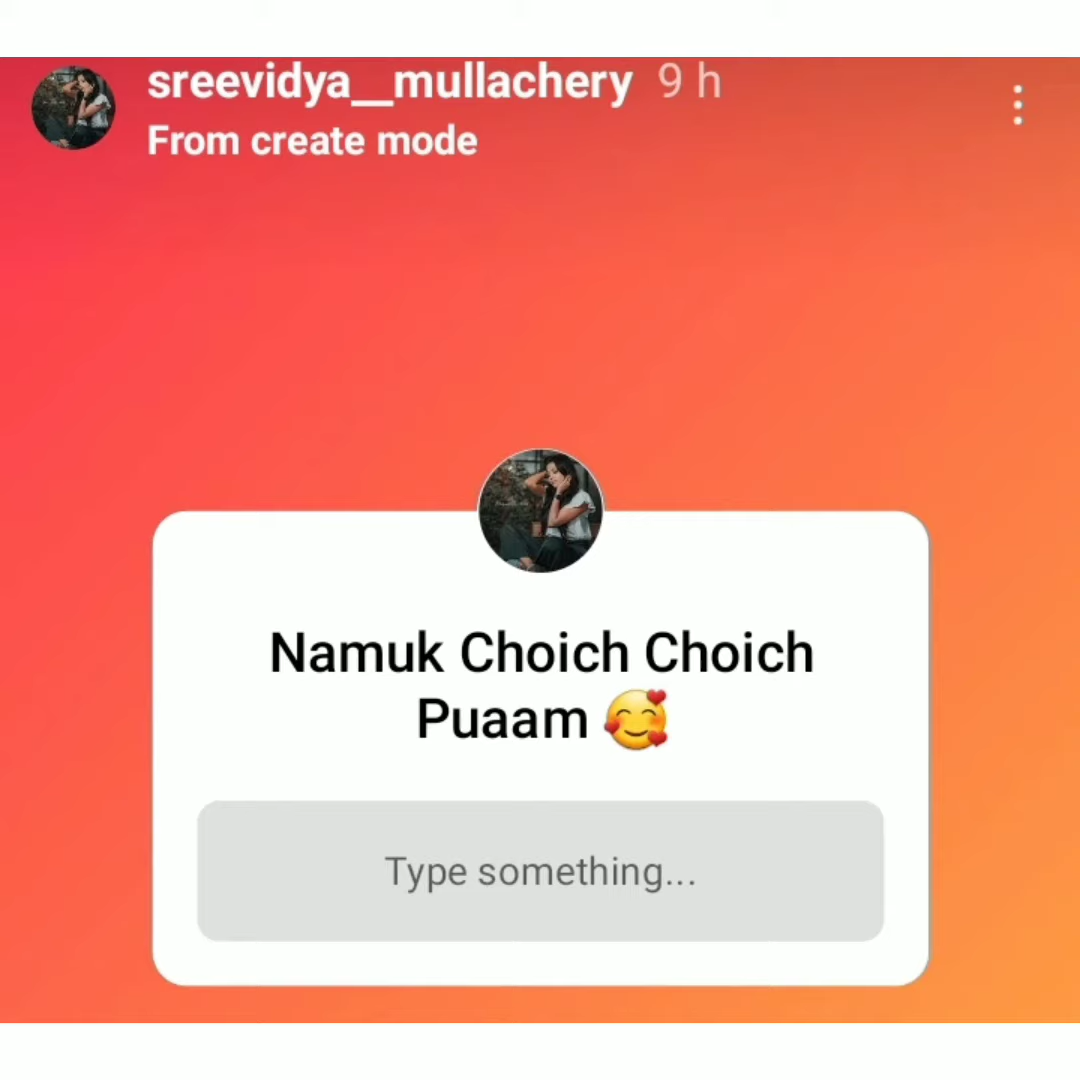 sreevidya__mullachery 9 h
From create mode
Namuk Choich Choich
Puaam 🥰
Type something...